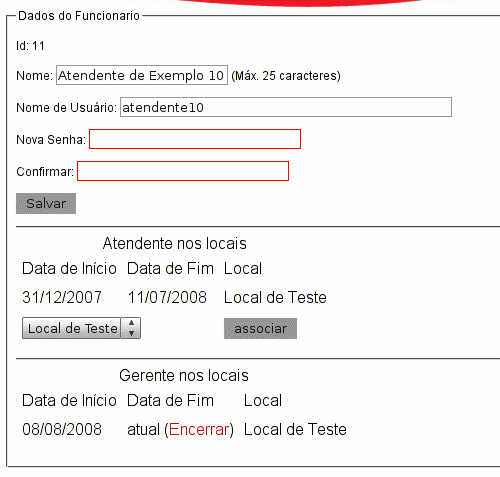 Dados do Funcionario
Id: 11
Nome: Atendente de Exemplo 10 (Máx. 25 caracteres)
Nome de Usuário: atendente10
Nova Senha:
Confirmar:
Salvar
Atendente nos locais
Data de Início Data de Fim Local
31/12/2007 11/07/2008 Local de Teste
Local de Teste associar
Gerente nos locais
Data de Início Data de Fim Local
08/08/2008 atual (Encerrar) Local de Teste